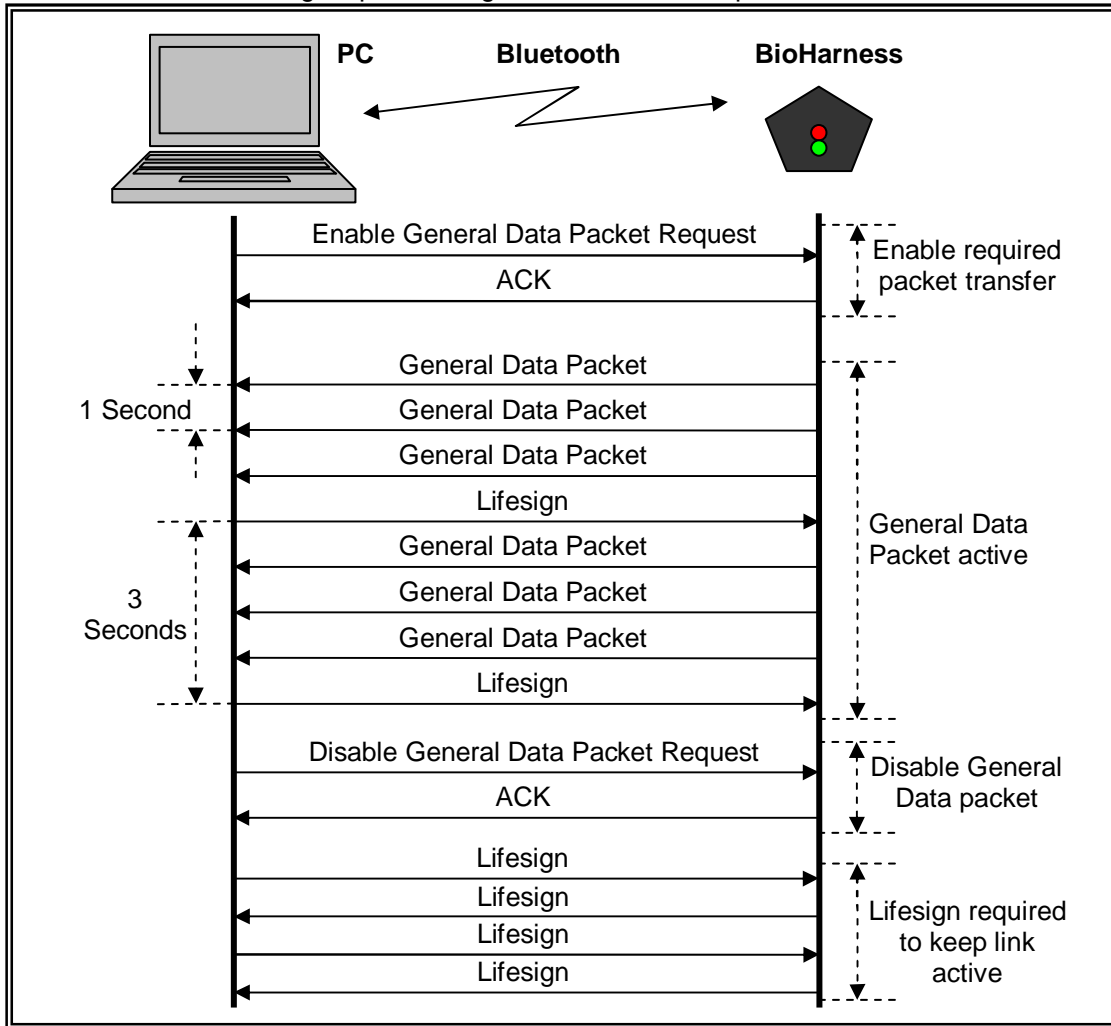 PC
Bluetooth
BioHarness
Enable General Data Packet Request
Enable required
packet transfer
ACK
General Data Packet
1 Second
General Data Packet
General Data Packet
Lifesign
General Data
Packet active
General Data Packet
3
Seconds
General Data Packet
General Data Packet
Lifesign
Disable General Data Packet Request
Disable General
Data packet
ACK
Lifesign
Lifesign
Lifesign
Lifesign
Lifesign required
to keep link
active